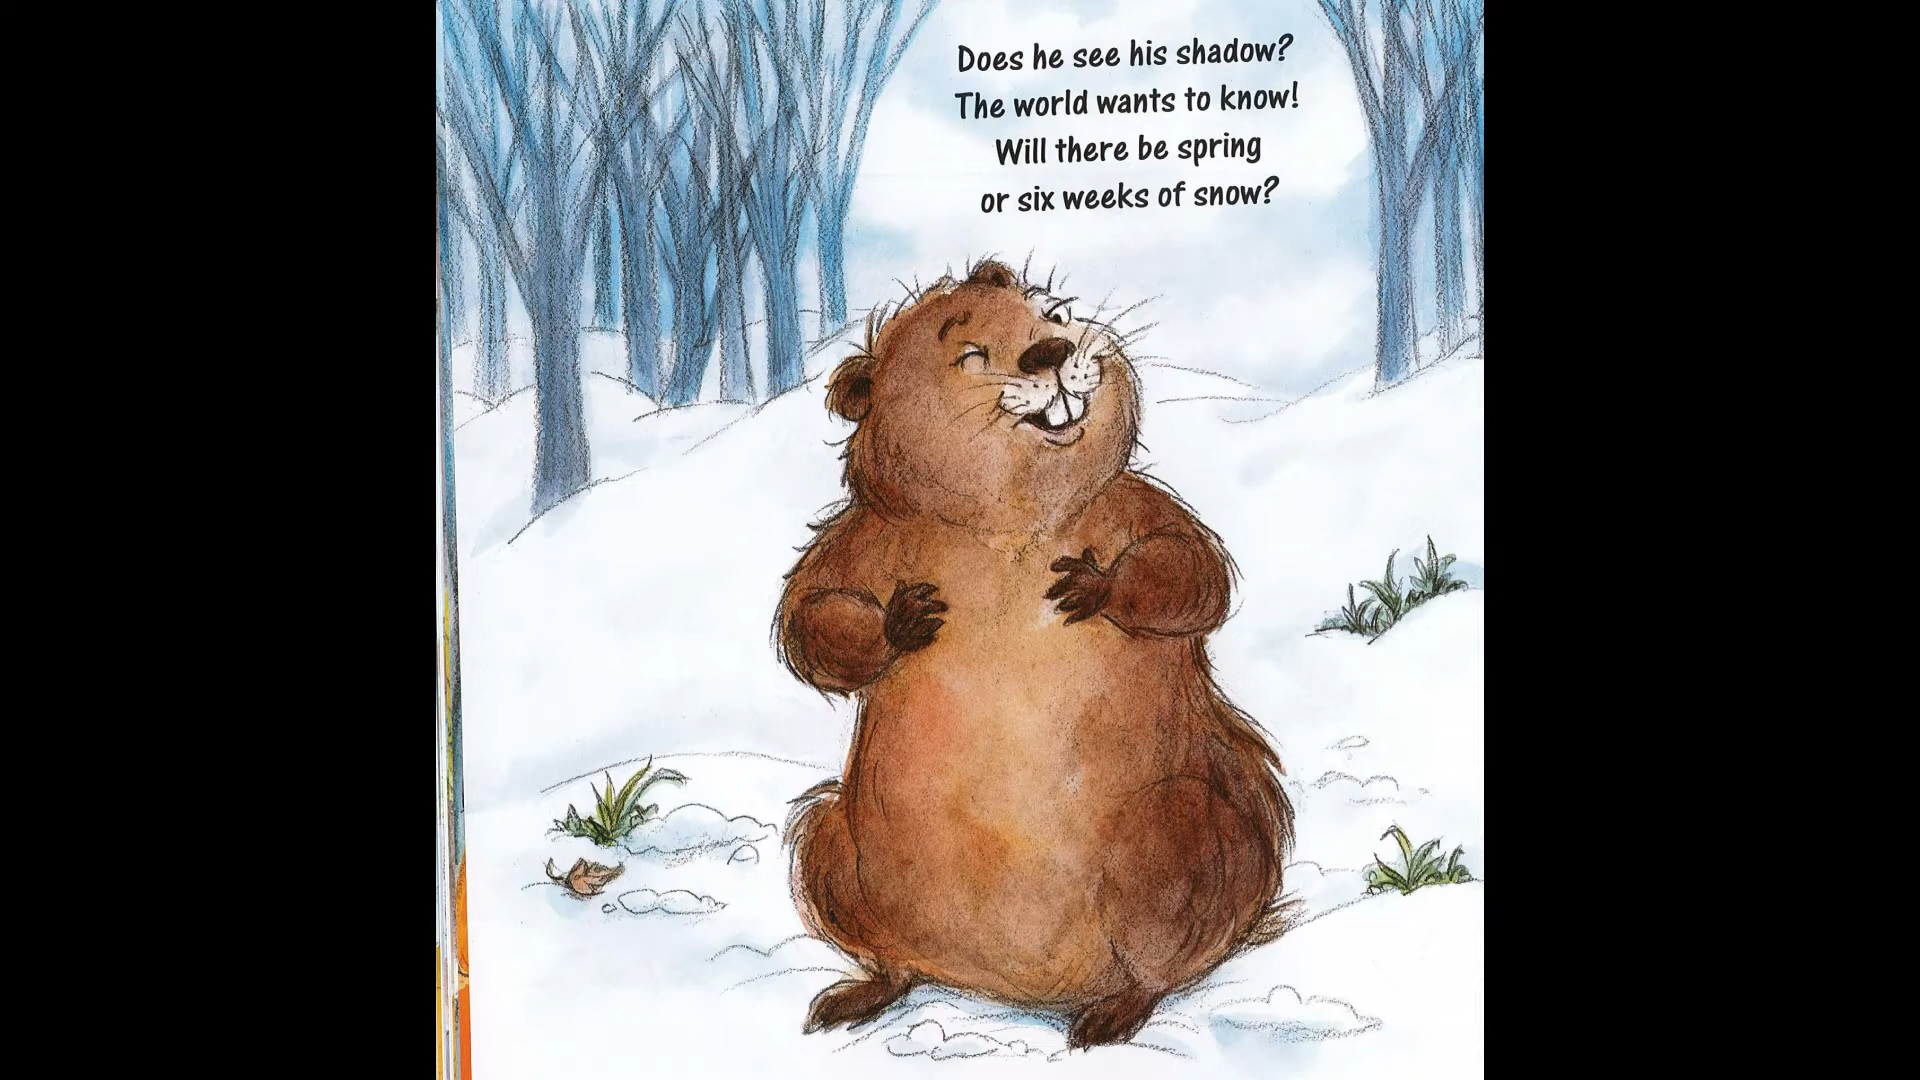 Does he see his shadow?
The world wants to know!
Will there be spring
or six weeks of snow?